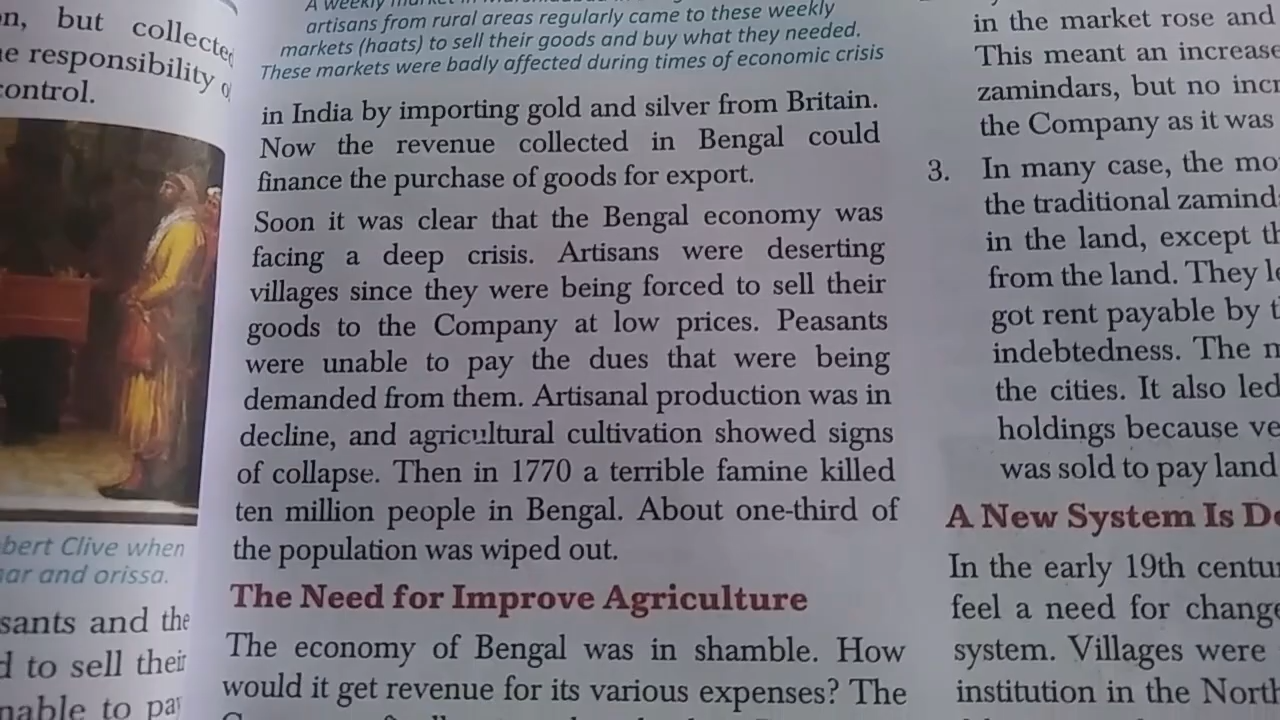 n, but collected
e responsibility of
control.
bert Clive when
ar and orissa.
sants and the
d to sell their
nable to pay
A weekly
artisans from rural areas regularly came to these weekly
markets (haats) to sell their goods and buy what they needed.
These markets were badly affected during times of economic crisis
in India by importing gold and silver from Britain.
Now the revenue collected in Bengal could
finance the purchase of goods for export.
Soon it was clear that the Bengal economy was
facing a deep crisis. Artisans were deserting
villages since they were being forced to sell their
goods to the Company at low prices. Peasants
were unable to pay the dues that were being
demanded from them. Artisanal production was in
decline, and agricultural cultivation showed signs
of collapse. Then in 1770 a terrible famine killed
ten million people in Bengal. About one-third of
the population was wiped out.
The Need for Improve Agriculture
The economy of Bengal was in shamble. How
would it get revenue for its various expenses? The
in the market rose and
This meant an increase
zamindars, but no incr
the Company as it was
3. In many case, the mo
the traditional zamind
in the land, except th
from the land. They le
got rent payable by t
indebtedness. The m
the cities. It also led
holdings because ve
was sold to pay land
A New System Is De
In the early 19th centu
feel a need for change
system. Villages were
institution in the North